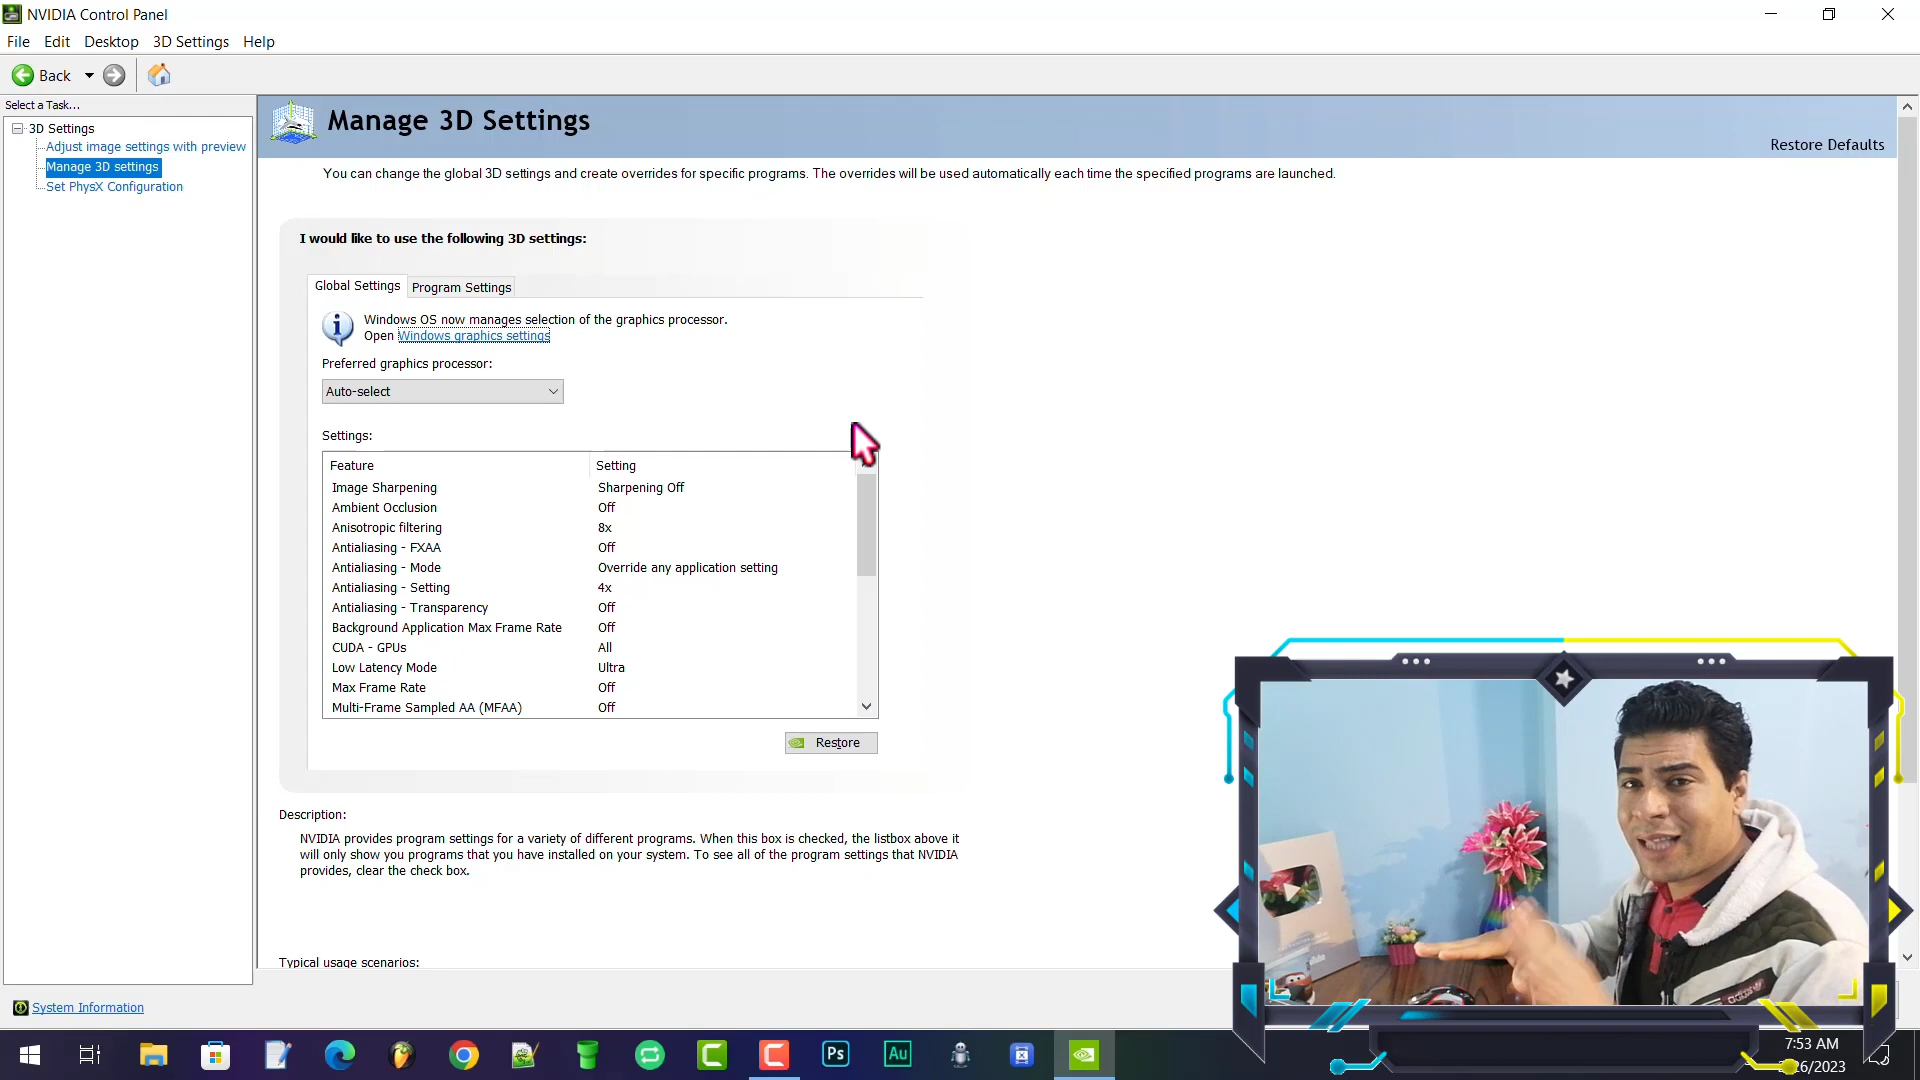 NVIDIA Control Panel
File Edit Desktop 3D Settings Help
Back
Select a Task...
3D Settings
Adjust image settings with preview
Manage 3D settings
Set PhysX Configuration
Manage 3D Settings
Restore Defaults
You can change the global 3D settings and create overrides for specific programs. The overrides will be used automatically each time the specified programs are launched.
I would like to use the following 3D settings:
Global Settings Program Settings
Windows OS now manages selection of the graphics processor.
Open Windows graphics settings
Preferred graphics processor:
Auto-select
Settings:
Feature Setting
Image Sharpening Sharpening Off
Ambient Occlusion Off
Anisotropic filtering 8x
Antialiasing - FXAA Off
Antialiasing - Mode Override any application setting
Antialiasing - Setting 4x
Antialiasing - Transparency Off
Background Application Max Frame Rate Off
CUDA - GPUs All
Low Latency Mode Ultra
Max Frame Rate Off
Multi-Frame Sampled AA (MFAA) Off
Restore
Description:
NVIDIA provides program settings for a variety of different programs. When this box is checked, the listbox above it
will only show you programs that you have installed on your system. To see all of the program settings that NVIDIA
provides, clear the check box.
Typical usage scenarios:
System Information
Ps
Au
7:53 AM
26/2023